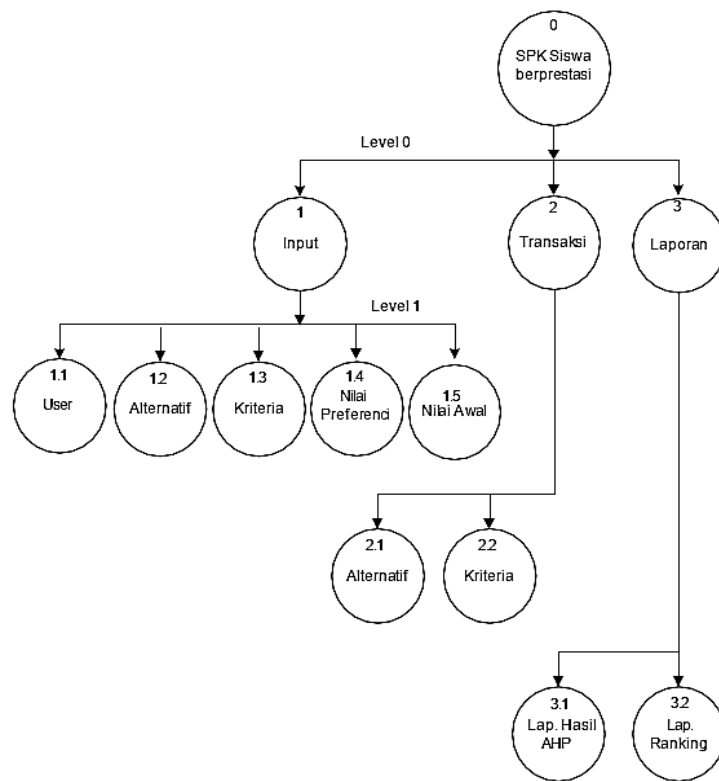 0
SPK Siswa
berprestasi
Level 0
1
Input
2
Transaksi
3
Laporan
Level 1
1.1
User
1.2
Alternatif
1.3
Kriteria
1.4
Nilai
Preferenci
1.5
Nilai Awal
2.1
Alternatif
2.2
Kriteria
3.1
Lap. Hasil
AHP
3.2
Lap.
Ranking